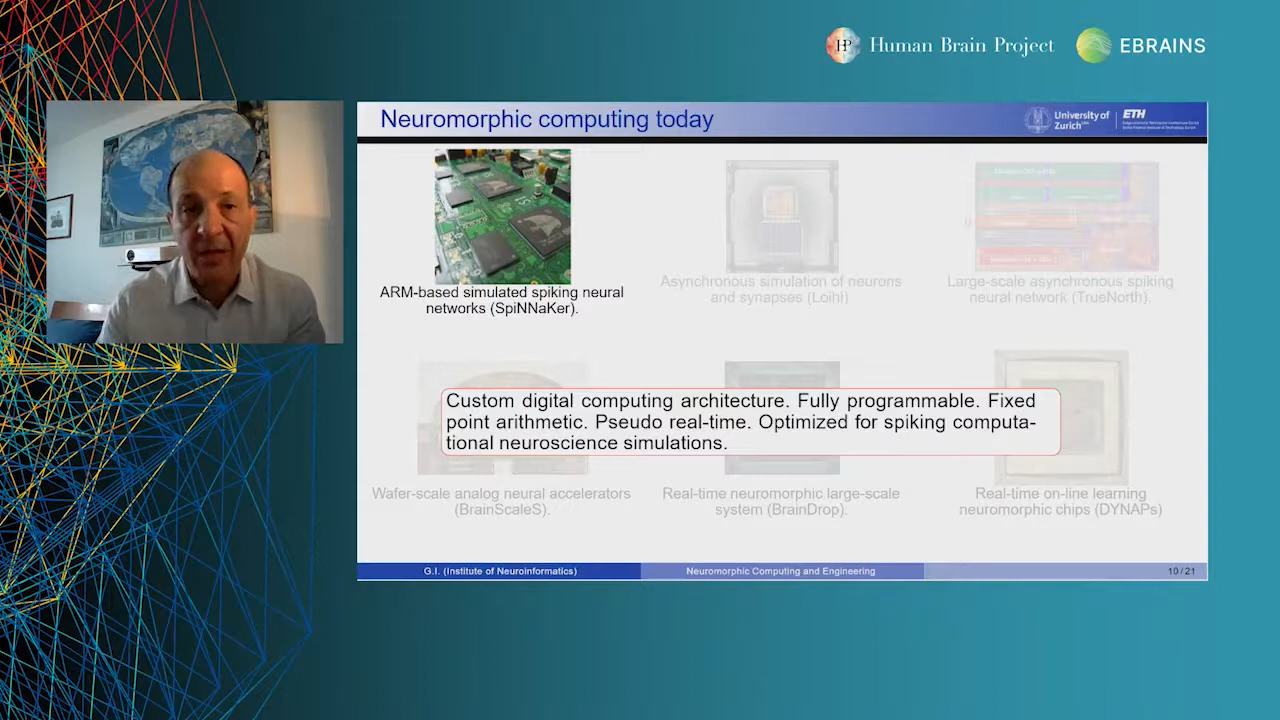 Human Brain Project
EBRAINS
Neuromorphic computing today
University of
Zurich
ETH
ARM-based simulated spiking neural
networks (SpiNNaKer).
Asynchronous simulation of neurons
and synapses (Loihi)
Large-scale asynchronous spiking
neural network (TrueNorth).
Custom digital computing architecture. Fully programmable. Fixed
point arithmetic. Pseudo real-time. Optimized for spiking computa-
tional neuroscience simulations.
Wafer-scale analog neural accelerators
(BrainScaleS).
Real-time neuromorphic large-scale
system (BrainDrop).
Real-time on-line learning
neuromorphic chips (DYNAPs)
G.I. (Institute of Neuroinformatics)
Neuromorphic Computing and Engineering
10 / 21